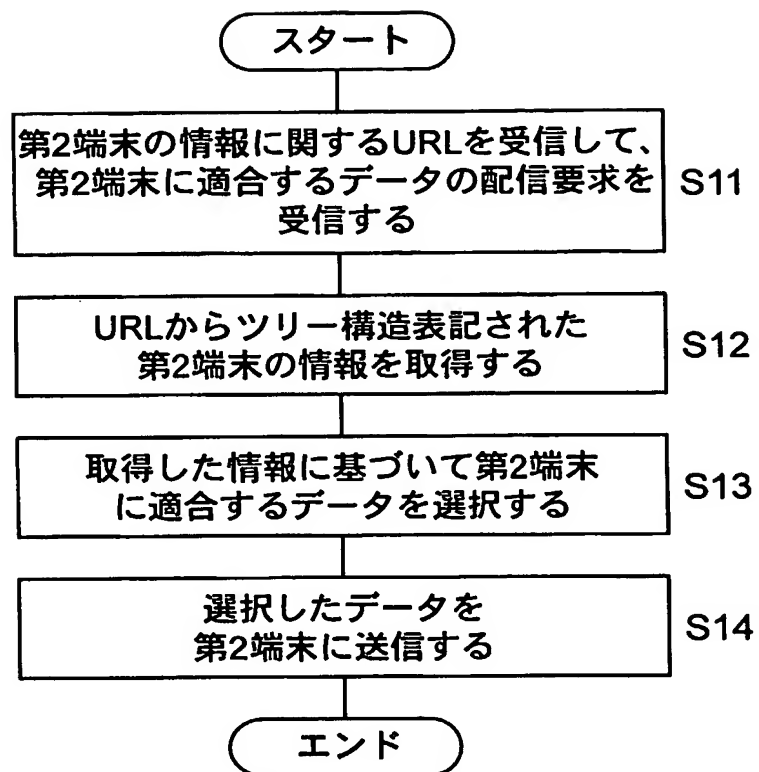 スタート
第2端末の情報に関するURLを受信して、
第2端末に適合するデータの配信要求を
受信する
S11
URLからツリー構造表記された
第2端末の情報を取得する
S12
取得した情報に基づいて第2端末
に適合するデータを選択する
S13
選択したデータを
第2端末に送信する
S14
エンド